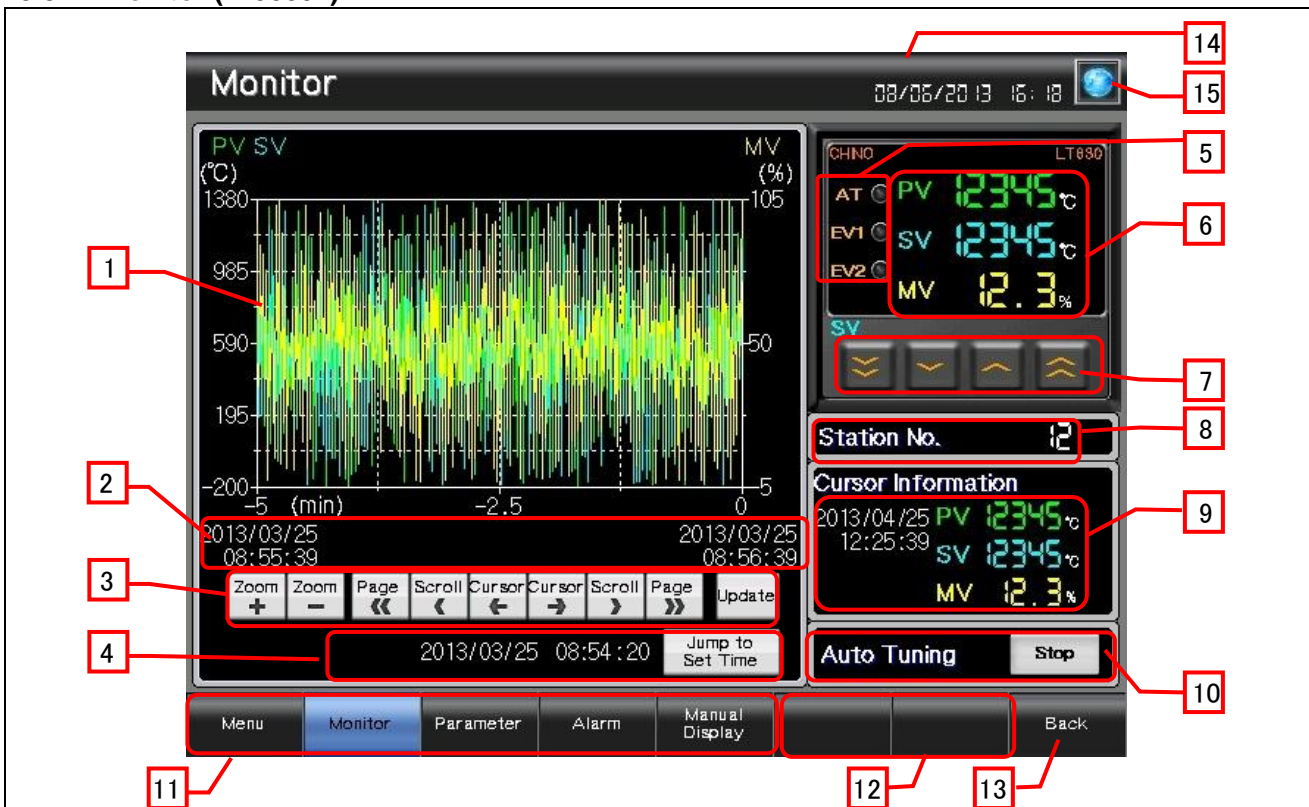 Monitor
08/06/2013 16:18
14
15
PV SV
MV
(℃)
(%)
1380
105
985
590
50
195
-200
-5
-5 (min)
-2.5
0
1
2013/03/25
08:55:39
2013/03/25
08:56:39
2
Zoom
+
Zoom
−
Page
《
Scroll
〈
Cursor
←
Cursor
→
Scroll
〉
Page
》
Update
3
2013/03/25 08:54:20
Jump to
Set Time
4
CHINO
LT830
5
AT
EV1
EV2
PV 12345℃
SV 12345℃
MV 12.3%
6
SV
7
Station No. 12
8
Cursor Information
2013/04/25
12:25:39
PV 12345℃
SV 12345℃
MV 12.3%
9
Auto Tuning
Stop
10
Menu
Monitor
Parameter
Alarm
Manual
Display
Back
11
12
13